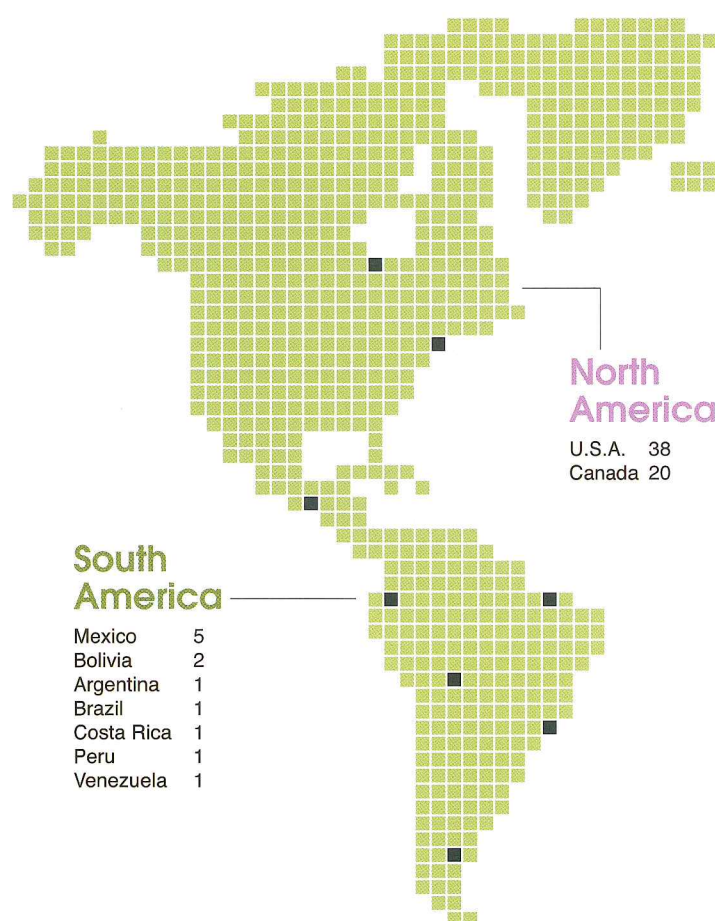 North
America
U.S.A. 38
Canada 20
South
America
Mexico 5
Bolivia 2
Argentina 1
Brazil 1
Costa Rica 1
Peru 1
Venezuela 1